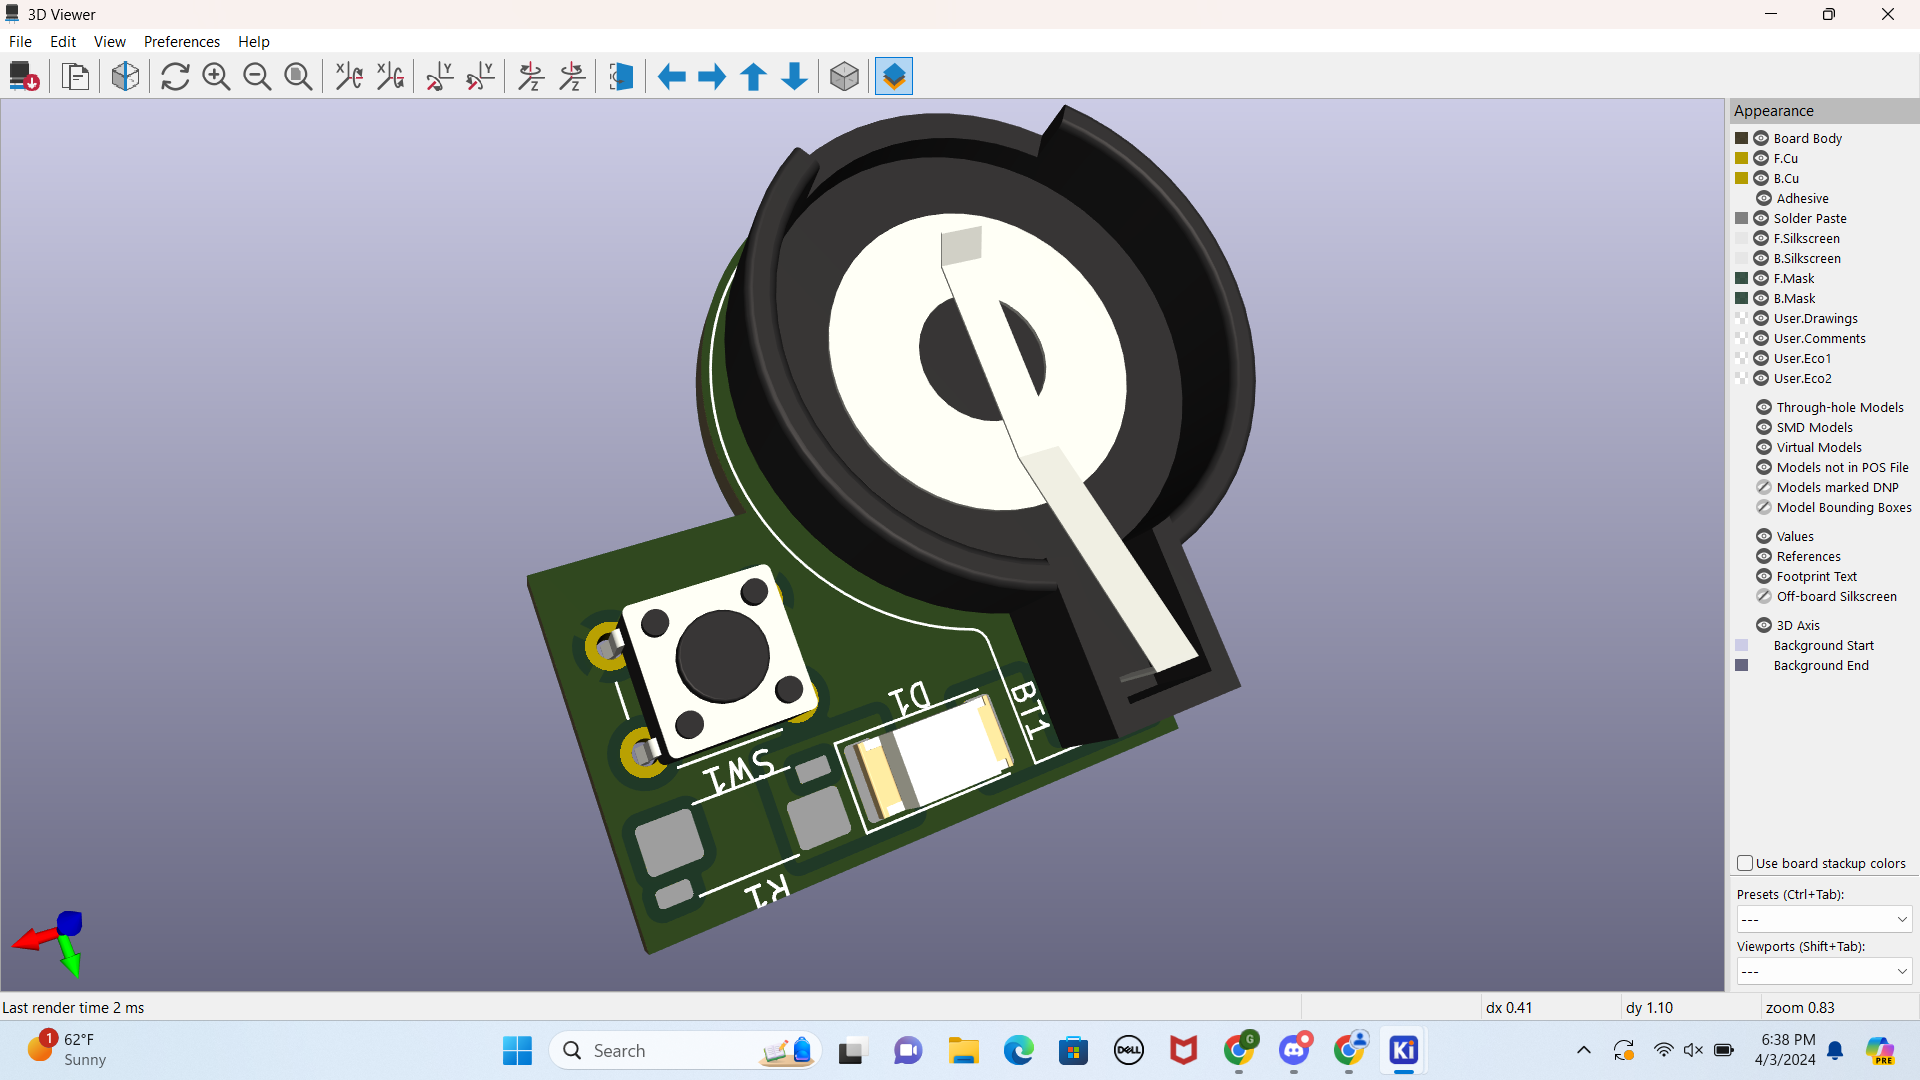 3D Viewer
File Edit View Preferences Help
Appearance
Board Body
F.Cu
B.Cu
Adhesive
Solder Paste
F.Silkscreen
B.Silkscreen
F.Mask
B.Mask
User.Drawings
User.Comments
User.Eco1
User.Eco2
Through-hole Models
SMD Models
Virtual Models
Models not in POS File
Models marked DNP
Model Bounding Boxes
Values
References
Footprint Text
Off-board Silkscreen
3D Axis
Background Start
Background End
Use board stackup colors
Presets (Ctrl+Tab):
---
Viewports (Shift+Tab):
---
D1
BT1
SW1
R1
Last render time 2 ms
dx 0.41
dy 1.10
zoom 0.83
1
62°F
Sunny
Search
DELL
G
Ki
6:38 PM
4/3/2024
PRE